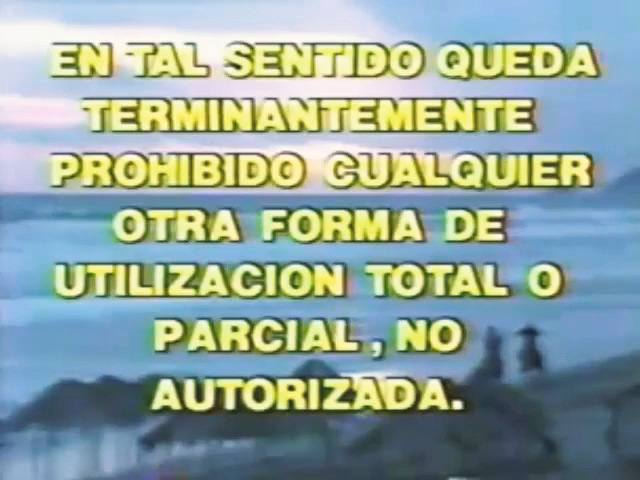 EN TAL SENTIDO QUEDA
TERMINANTEMENTE
PROHIBIDO CUALQUIER
OTRA FORMA DE
UTILIZACION TOTAL O
PARCIAL, NO
AUTORIZADA.